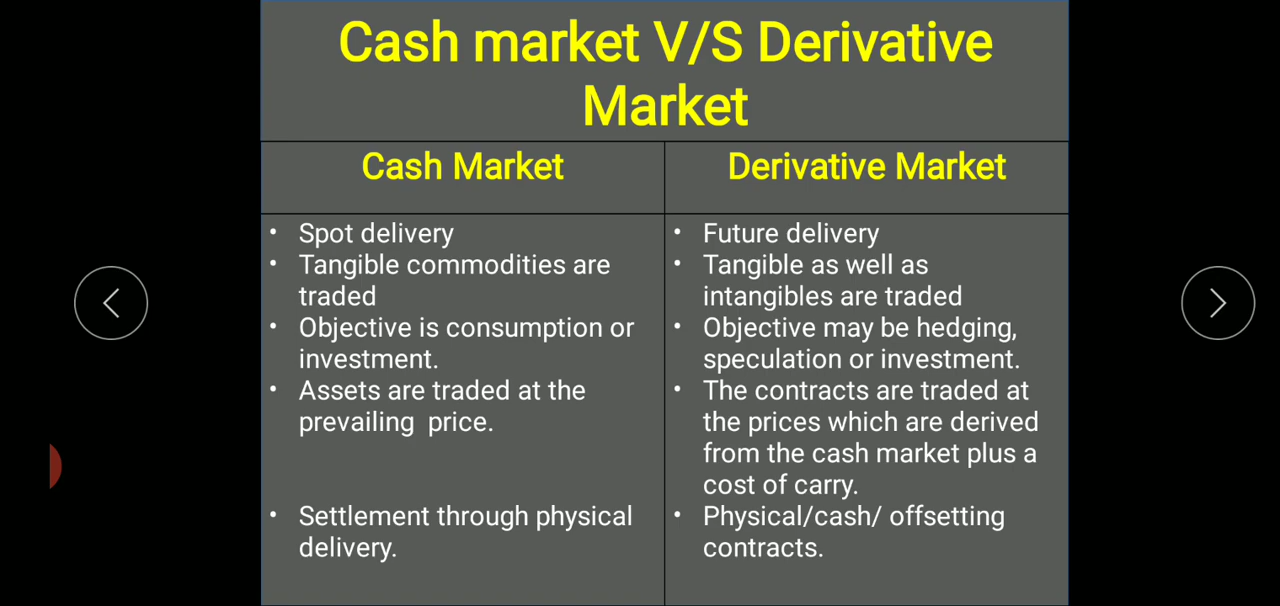 Cash market V/S Derivative
Market
Cash Market
Derivative Market
• Spot delivery
• Tangible commodities are
traded
• Objective is consumption or
investment.
• Assets are traded at the
prevailing  price.
• Settlement through physical
delivery.
• Future delivery
• Tangible as well as
intangibles are traded
• Objective may be hedging,
speculation or investment.
• The contracts are traded at
the prices which are derived
from the cash market plus a
cost of carry.
• Physical/cash/ offsetting
contracts.